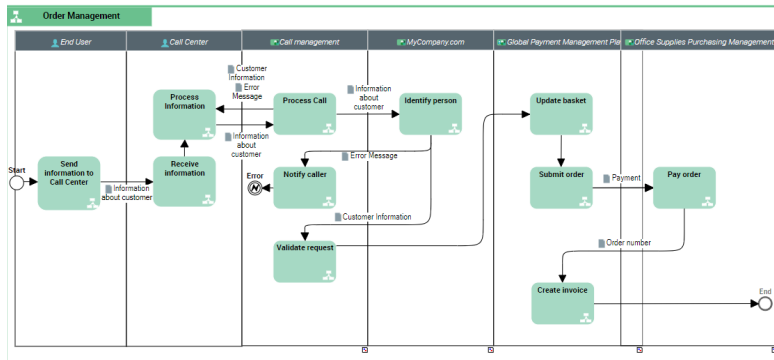 Order Management
End User
Call Center
Call management
MyCompany.com
Global Payment Management Pla
Office Supplies Purchasing Management
Customer
Information
Error
Message
Process
Information
Process Call
Information
about
customer
Identify person
Update basket
Information
about
customer
Error Message
Start
Send
information to
Call Center
Receive
information
Information
about customer
Error
Notify caller
Submit order
Payment
Pay order
Customer Information
Validate request
Order number
Create invoice
End